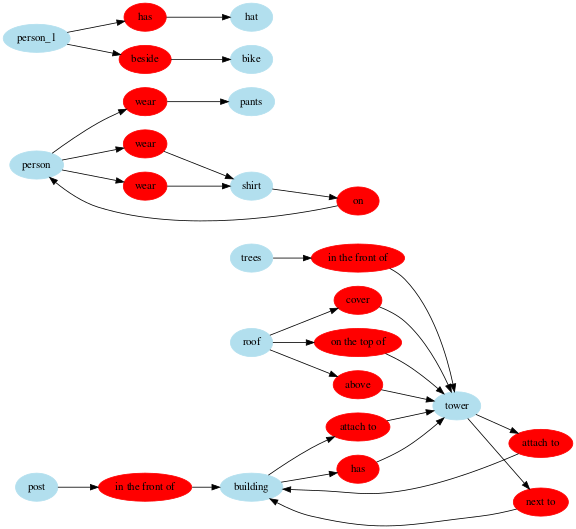 person_1
has
hat
beside
bike
wear
pants
person
wear
wear
shirt
on
trees
in the front of
cover
roof
on the top of
above
tower
attach to
attach to
has
post
in the front of
building
next to